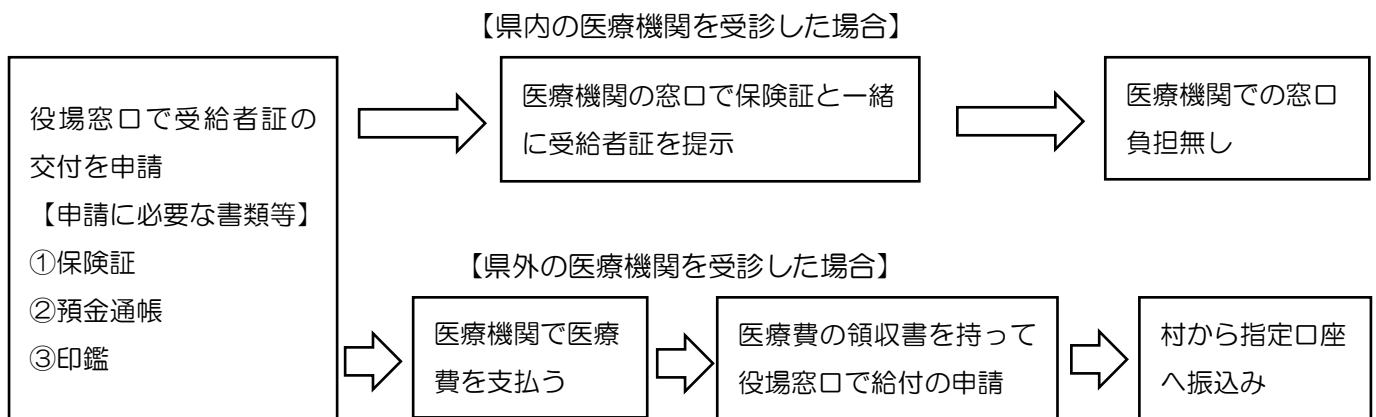 【県内の医療機関を受診した場合】
役場窓口で受給者証の
交付を申請
【申請に必要な書類等】
①保険証
②預金通帳
③印鑑
医療機関の窓口で保険証と一緒
に受給者証を提示
医療機関での窓口
負担無し
【県外の医療機関を受診した場合】
医療機関で医療
費を支払う
医療費の領収書を持って
役場窓口で給付の申請
村から指定口座
へ振込み